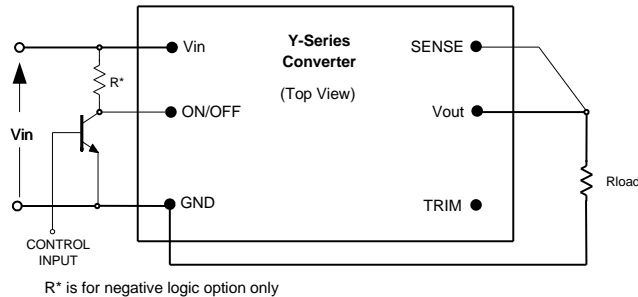 Y-Series
Converter
(Top View)
Vin
SENSE
R*
ON/OFF
Vout
Vin
Rload
GND
TRIM
CONTROL
INPUT
R* is for negative logic option only